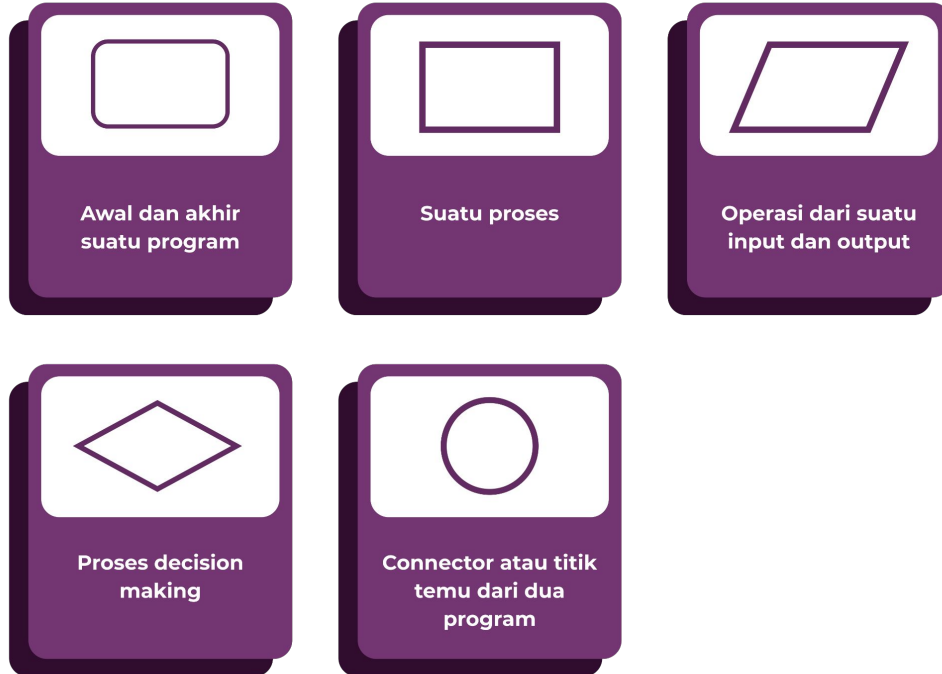 Awal dan akhir
suatu program
Suatu proses
Operasi dari suatu
input dan output
Proses decision
making
Connector atau titik
temu dari dua
program